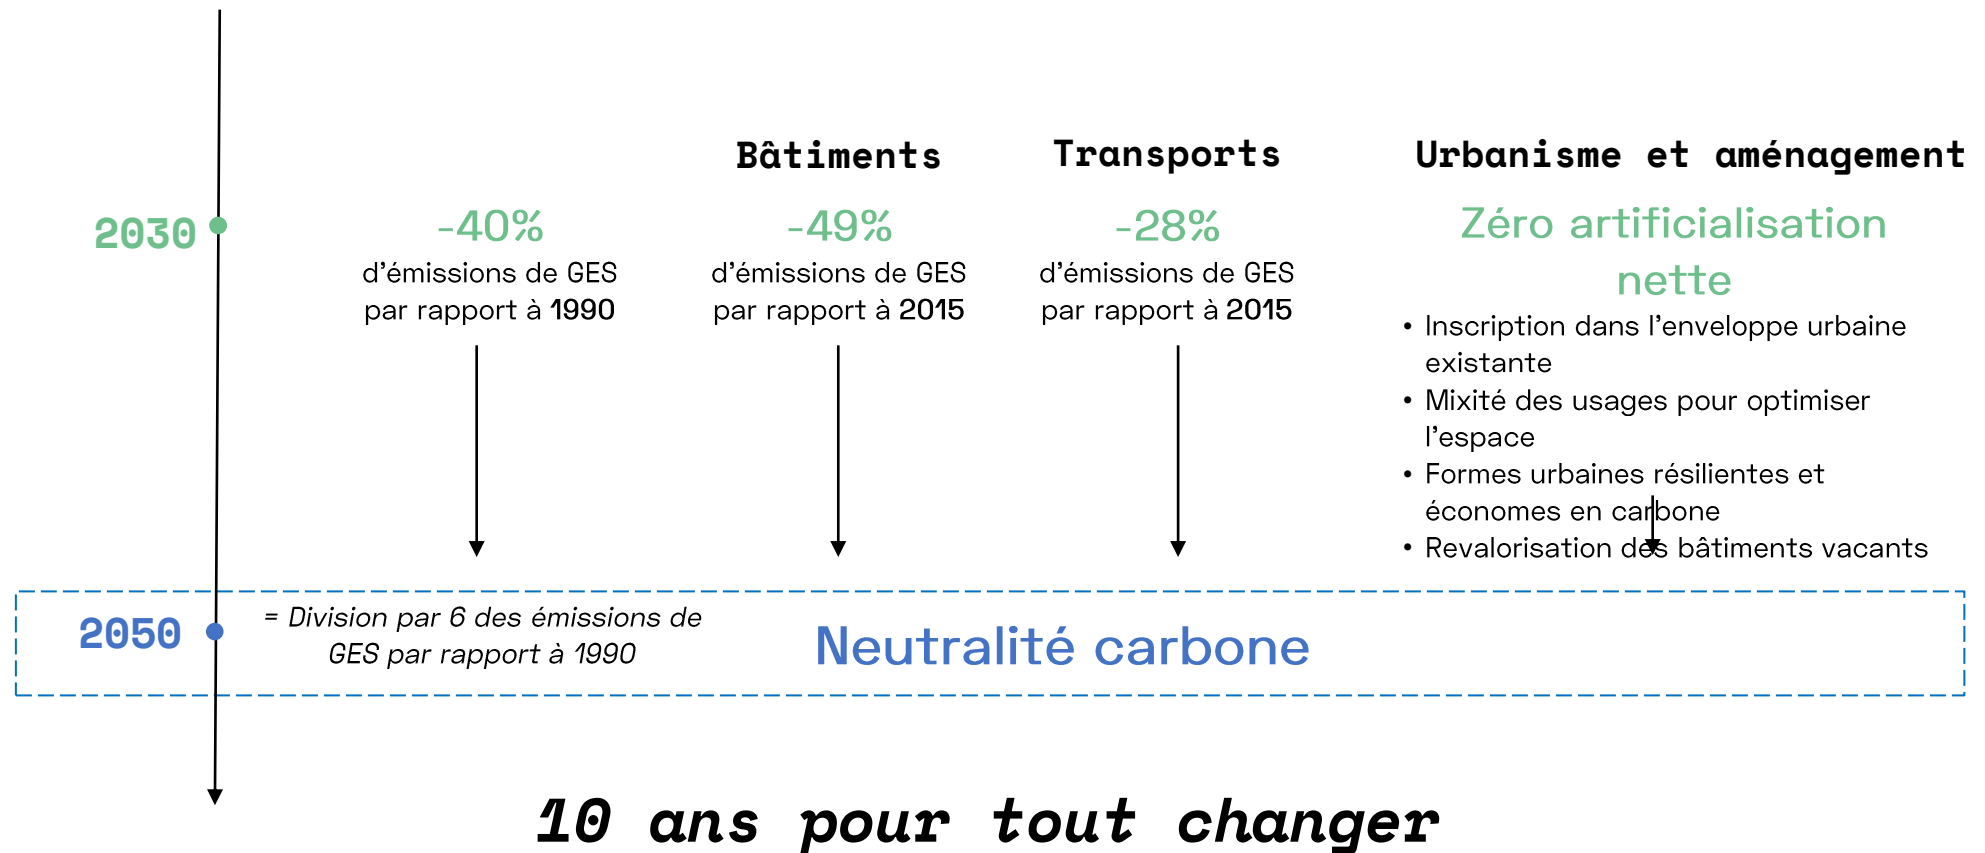 Bâtiments
Transports
Urbanisme et aménagement
2030
-40%
d'émissions de GES
par rapport à 1990
-49%
d'émissions de GES
par rapport à 2015
-28%
d'émissions de GES
par rapport à 2015
Zéro artificialisation
nette
• Inscription dans l'enveloppe urbaine
existante
• Mixité des usages pour optimiser
l'espace
• Formes urbaines résilientes et
économes en carbone
• Revalorisation des bâtiments vacants
2050
= Division par 6 des émissions de
GES par rapport à 1990
Neutralité carbone
10 ans pour tout changer